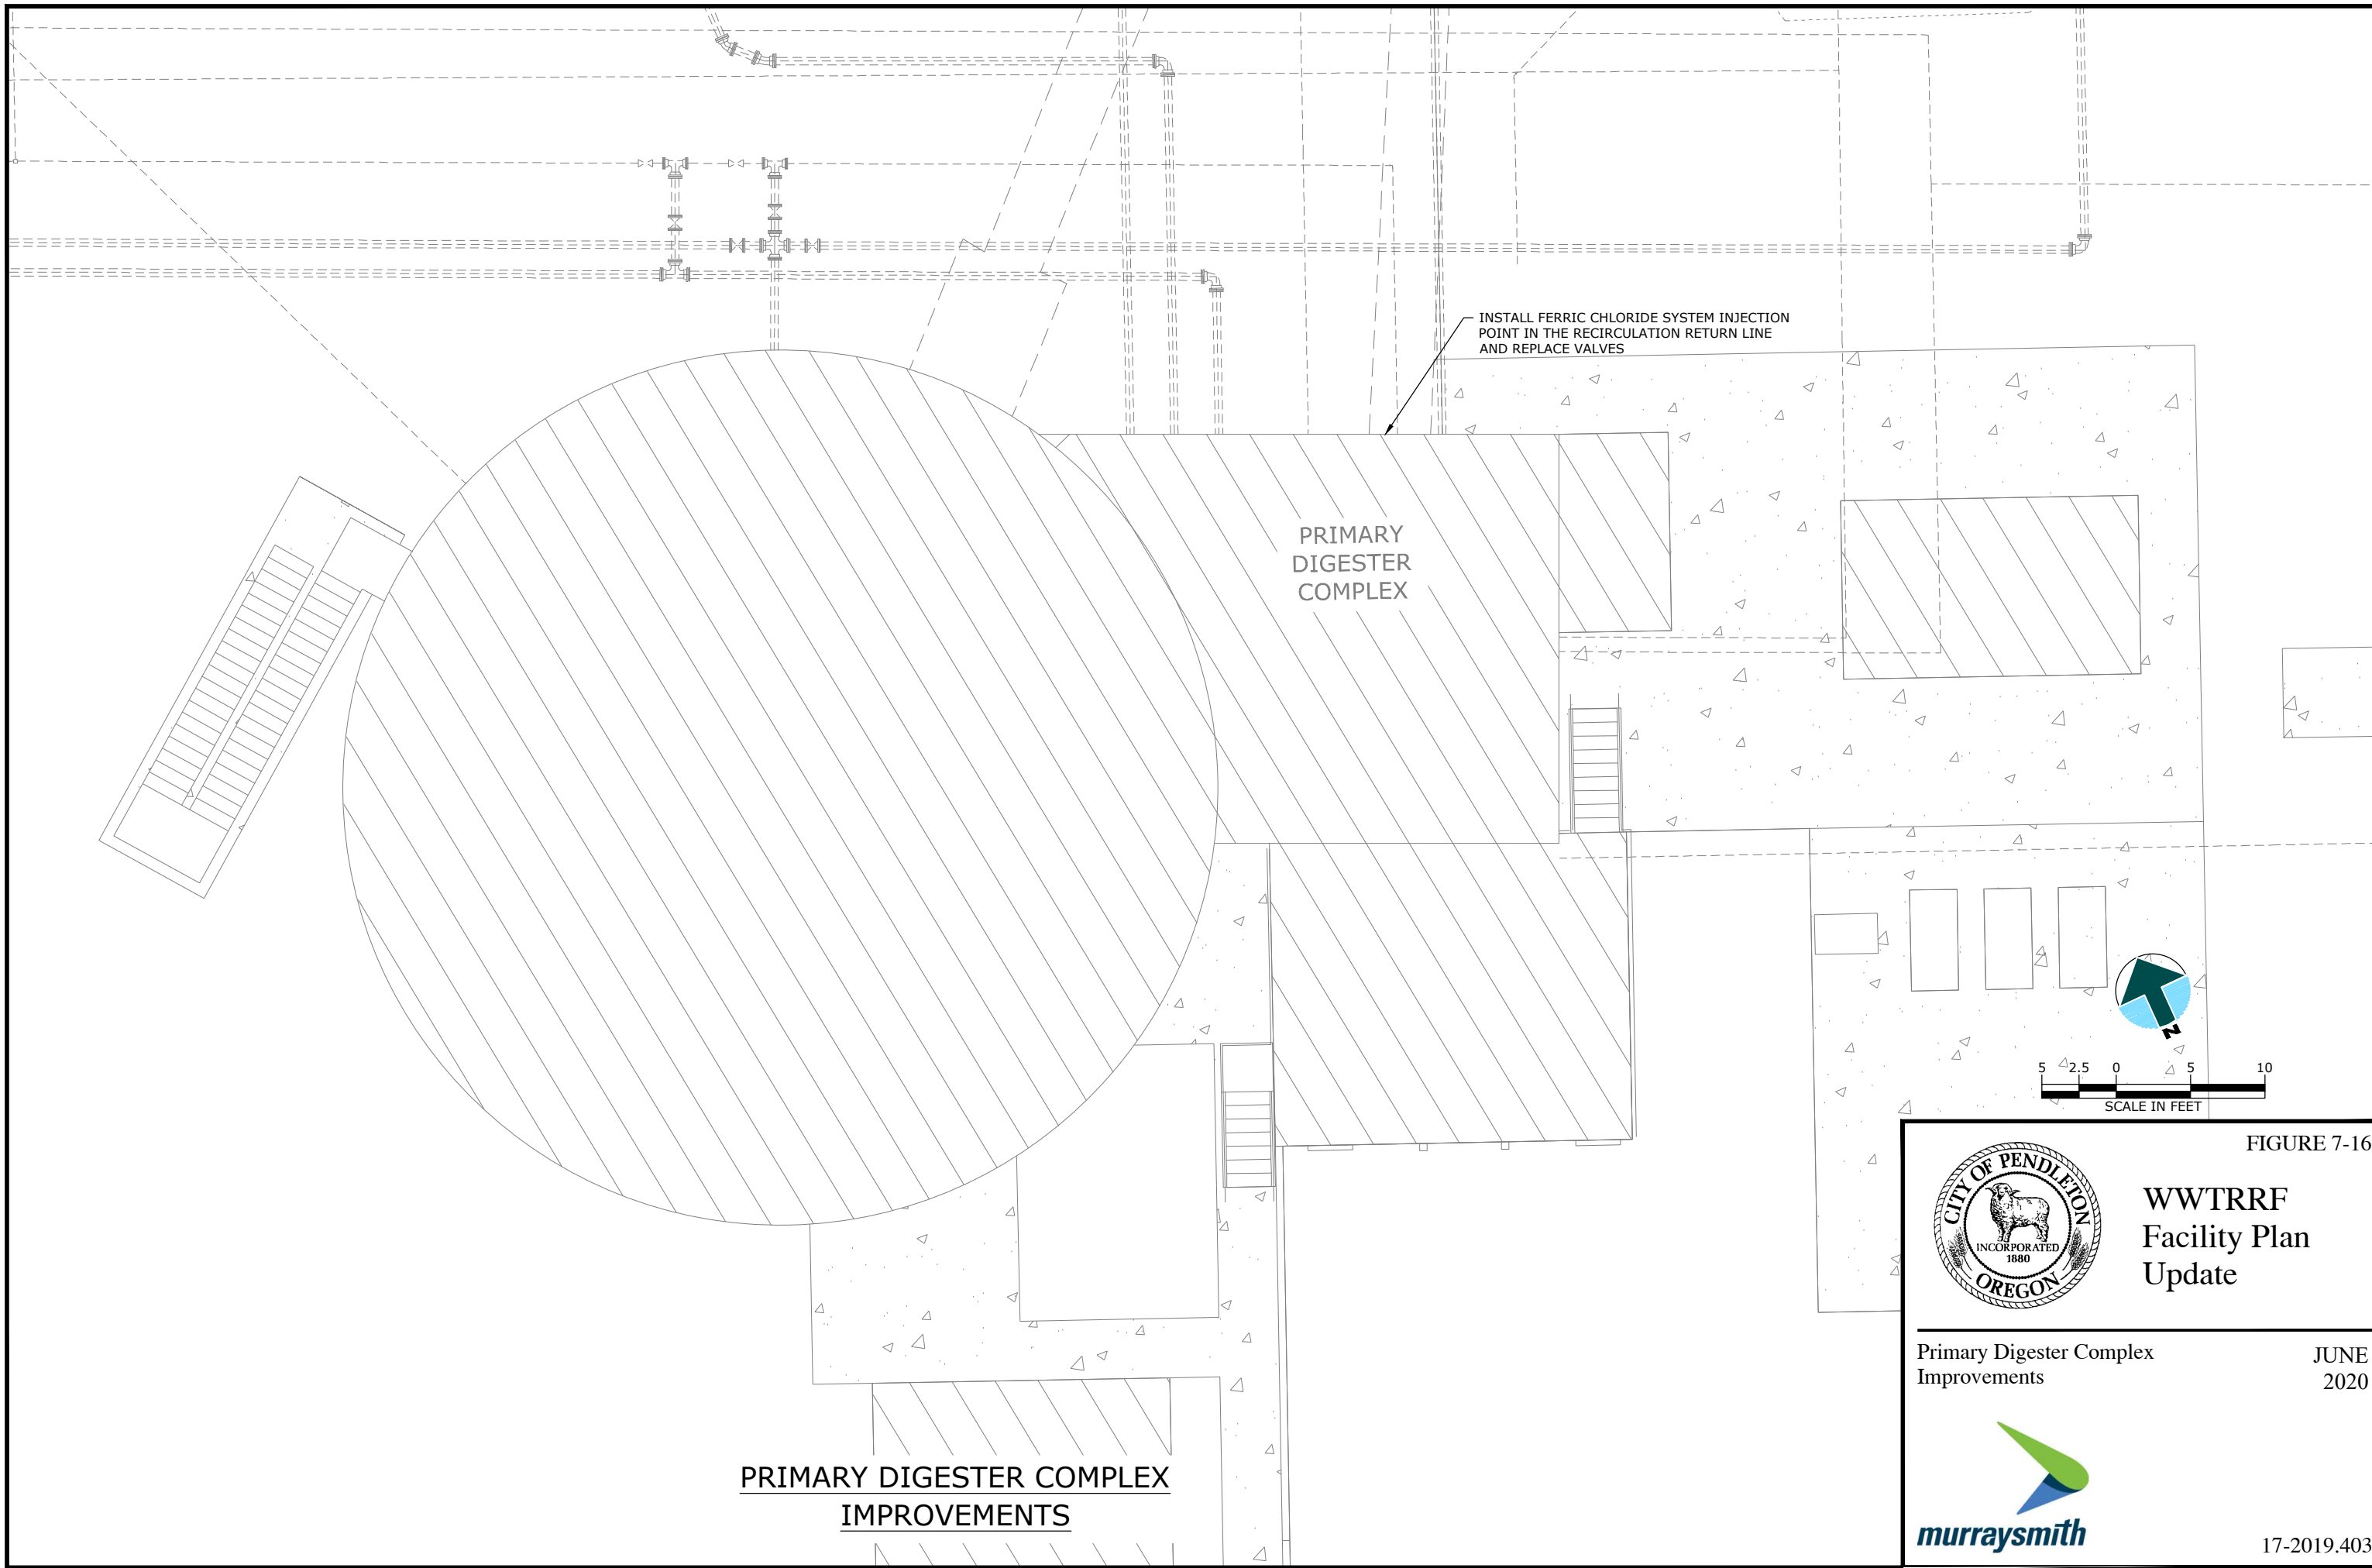 INSTALL FERRIC CHLORIDE SYSTEM INJECTION
POINT IN THE RECIRCULATION RETURN LINE
AND REPLACE VALVES
PRIMARY
DIGESTER
COMPLEX
N
5 2.5 0 5 10
SCALE IN FEET
FIGURE 7-16
CITY OF PENDLETON
INCORPORATED
1880
OREGON
WWTRRF
Facility Plan
Update
Primary Digester Complex
Improvements
JUNE
2020
murraysmith
17-2019.403
PRIMARY DIGESTER COMPLEX
IMPROVEMENTS